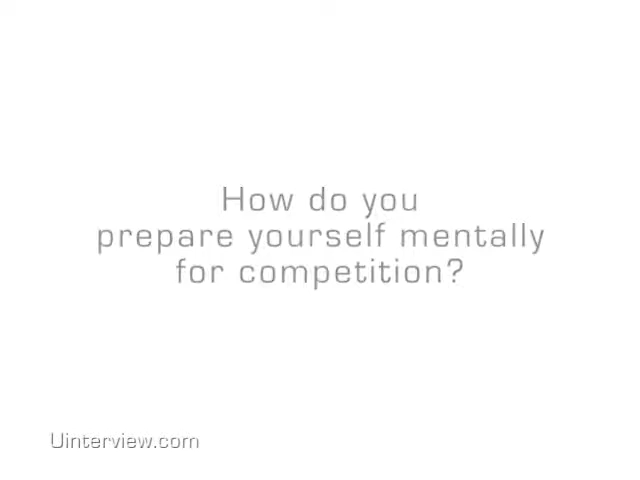 How do you
prepare yourself mentally
for competition?
Uinterview.com